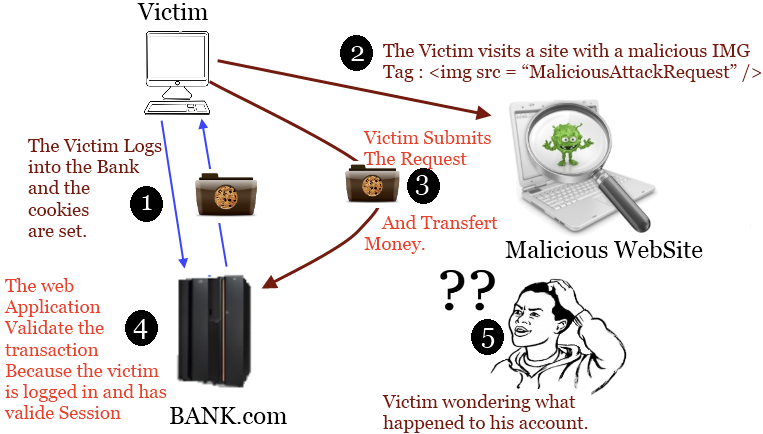 Victim
2 The Victim visits a site with a malicious IMG
Tag : <img src = “MaliciousAttackRequest” />
The Victim Logs
into the Bank
and the
cookies
are set.
1
Victim Submits
The Request
3
And Transfert
Money.
Malicious WebSite
The web
Application
Validate the
transaction
Because the victim
is logged in and has
valide Session
4
BANK.com
??
5
Victim wondering what
happened to his account.